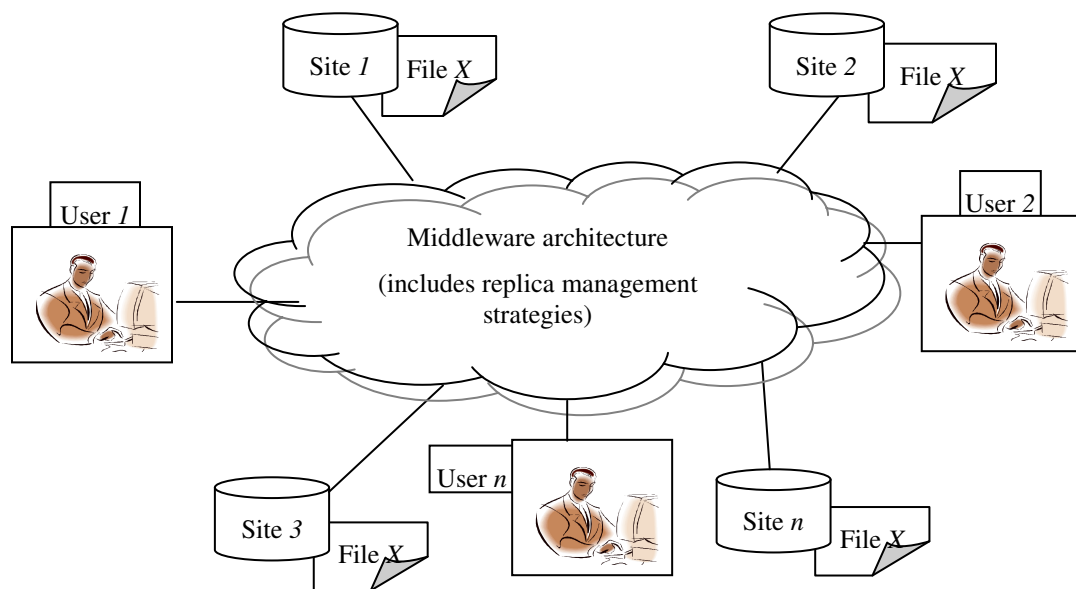 Site 1
File X
Site 2
File X
User 1
User 2
Middleware architecture
(includes replica management
strategies)
User n
Site 3
File X
Site n
File X